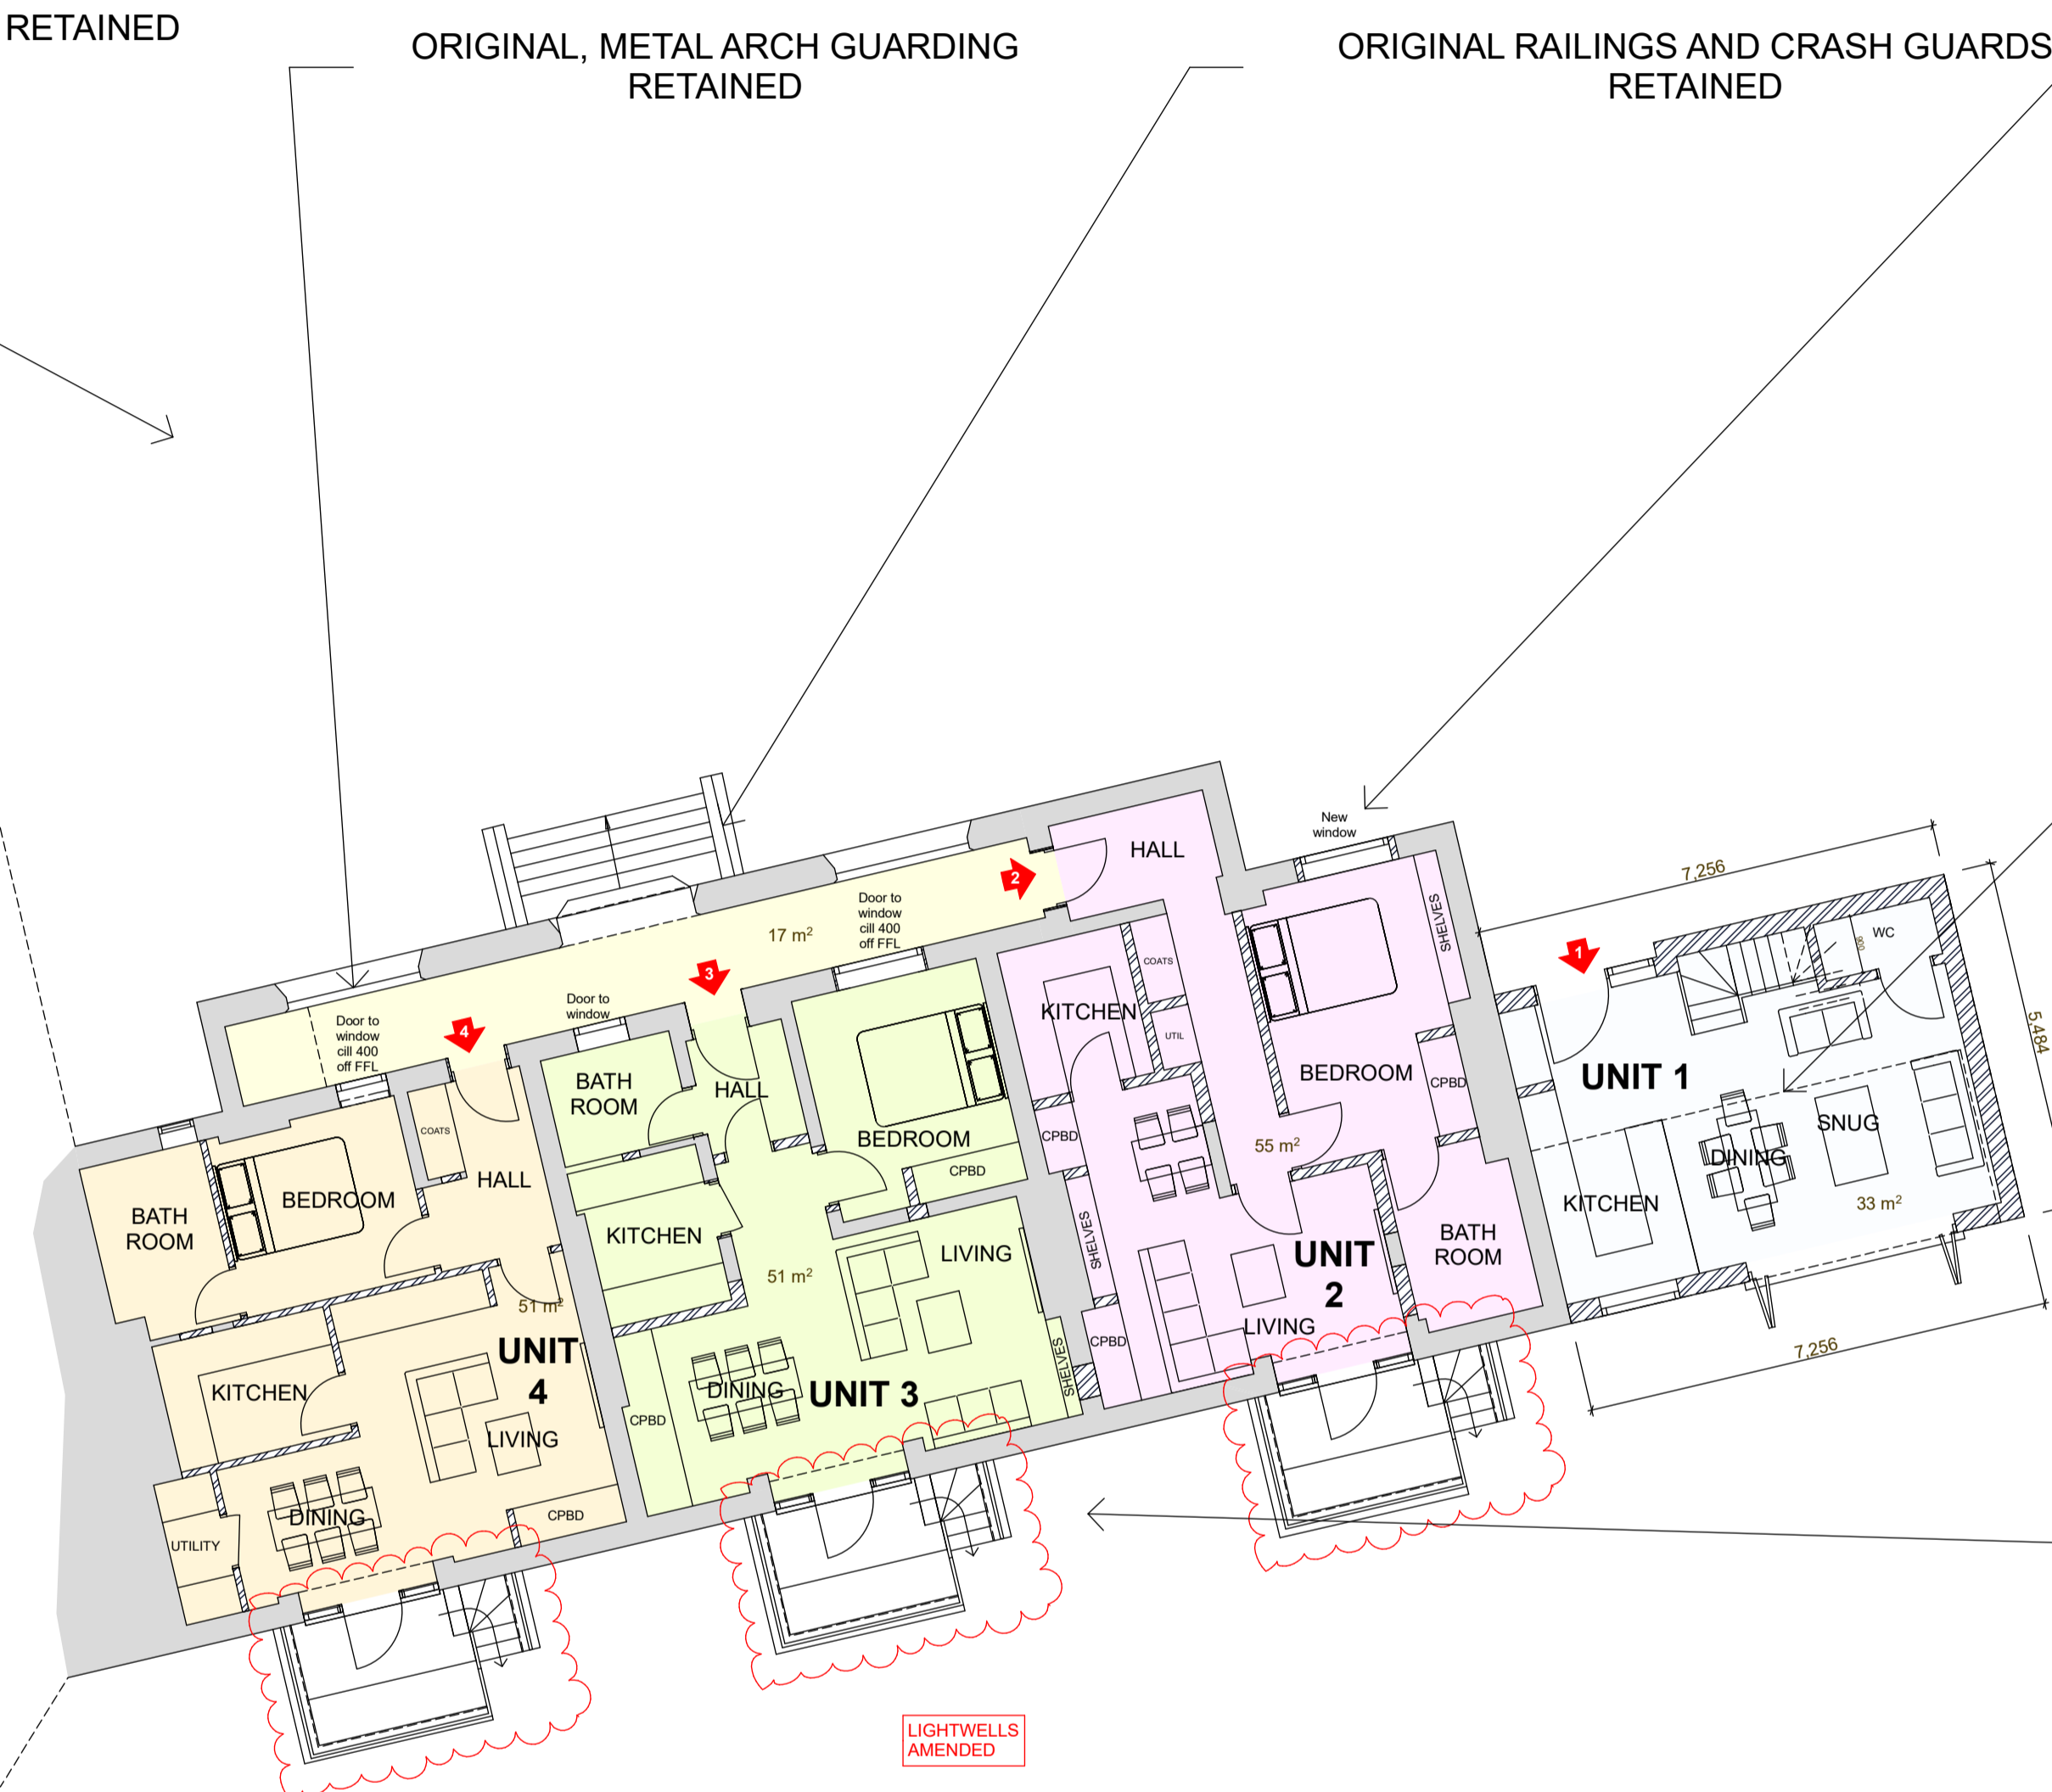 RETAINED
ORIGINAL, METAL ARCH GUARDING
RETAINED
ORIGINAL RAILINGS AND CRASH GUARDS
RETAINED
New
window
HALL
2
Door to
window
cill 400
off FFL
17 m²
3
Door to
window
4
Door to
window
cill 400
off FFL
7,256
1
WC
800
5,484
SHELVES
COATS
KITCHEN
UTIL
BEDROOM
CPBD
CPBD
55 m²
SHELVES
BATH
ROOM
UNIT
2
LIVING
CPBD
UNIT 1
SNUG
DINING
KITCHEN
33 m²
7,256
BATH
ROOM
HALL
BEDROOM
CPBD
KITCHEN
LIVING
51 m²
DINING
UNIT 3
SHELVES
CPBD
COATS
HALL
BEDROOM
BATH
ROOM
51 m²
UNIT
4
KITCHEN
LIVING
DINING
CPBD
UTILITY
LIGHTWELLS
AMENDED